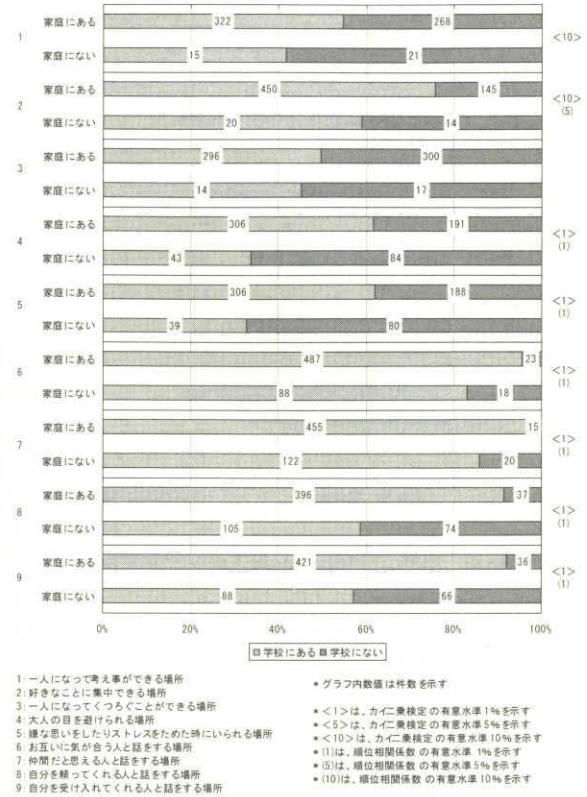 1 家庭にある 322 268 <10>
家庭にない 15 21
2 家庭にある 450 145 <10>
(5)
家庭にない 20 14
3 家庭にある 296 300
家庭にない 14 17
4 家庭にある 306 191 <1>
(1)
家庭にない 43 84
5 家庭にある 306 188 <1>
(1)
家庭にない 39 80
6 家庭にある 487 23 <1>
(1)
家庭にない 88 18
7 家庭にある 455 15 <1>
(1)
家庭にない 122 20
8 家庭にある 396 37 <1>
(1)
家庭にない 105 74
9 家庭にある 421 36 <1>
(1)
家庭にない 88 66
0% 20% 40% 60% 80% 100%
学校にある 学校にない
1: 一人になって考え事ができる場所
2: 好きなことに集中できる場所
3: 一人になってくつろぐことができる場所
4: 大人の目を避けられる場所
5: 嫌な思いをしたりストレスをためた時にいられる場所
6: お互いに気が合う人と話をする場所
7: 仲間だと思える人と話をする場所
8: 自分を頼ってくれる人と話をする場所
9: 自分を受け入れてくれる人と話をする場所
* グラフ内数値は件数を示す
* <1>は、カイ二乗検定の有意水準1%を示す
* <5>は、カイ二乗検定の有意水準5%を示す
* <10>は、カイ二乗検定の有意水準10%を示す
* (1)は、順位相関係数の有意水準 1%を示す
* (5)は、順位相関係数の有意水準5%を示す
* (10)は、順位相関係数の有意水準10%を示す